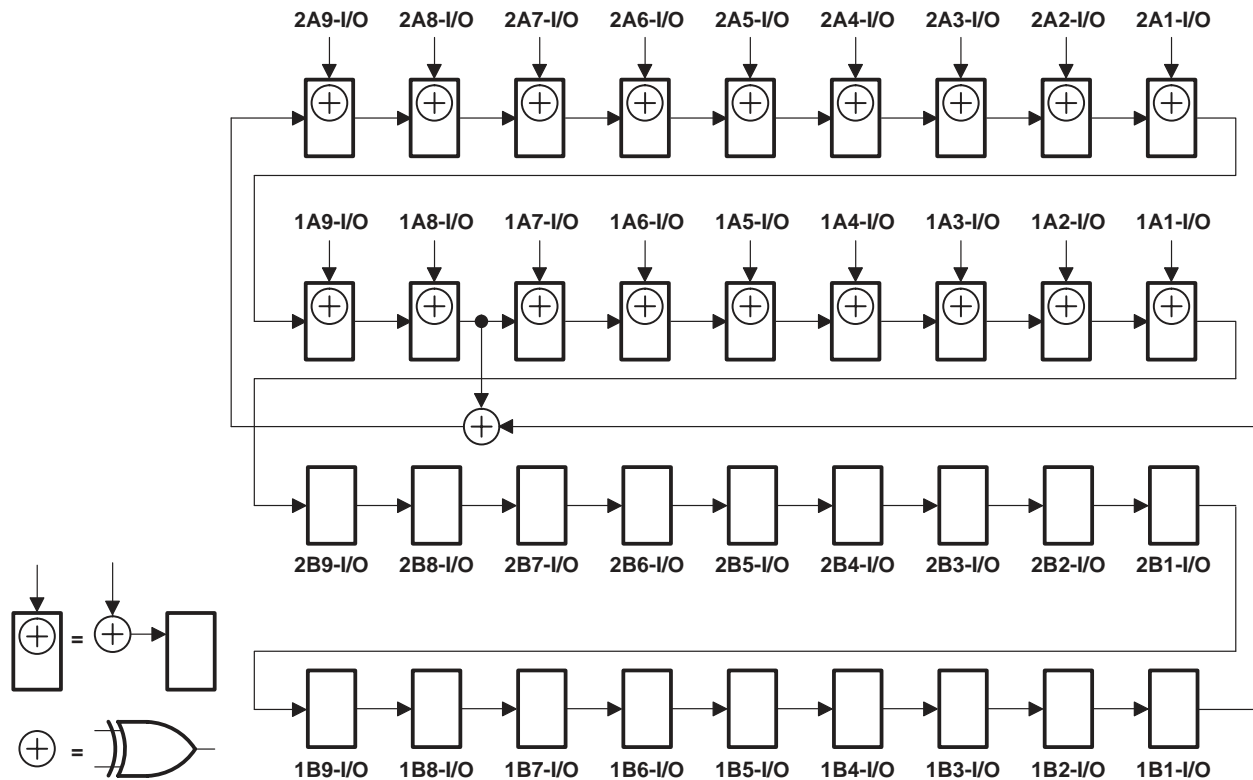 2A9-I/O 2A8-I/O 2A7-I/O 2A6-I/O 2A5-I/O 2A4-I/O 2A3-I/O 2A2-I/O 2A1-I/O
1A9-I/O 1A8-I/O 1A7-I/O 1A6-I/O 1A5-I/O 1A4-I/O 1A3-I/O 1A2-I/O 1A1-I/O
2B9-I/O 2B8-I/O 2B7-I/O 2B6-I/O 2B5-I/O 2B4-I/O 2B3-I/O 2B2-I/O 2B1-I/O
=
=
1B9-I/O 1B8-I/O 1B7-I/O 1B6-I/O 1B5-I/O 1B4-I/O 1B3-I/O 1B2-I/O 1B1-I/O